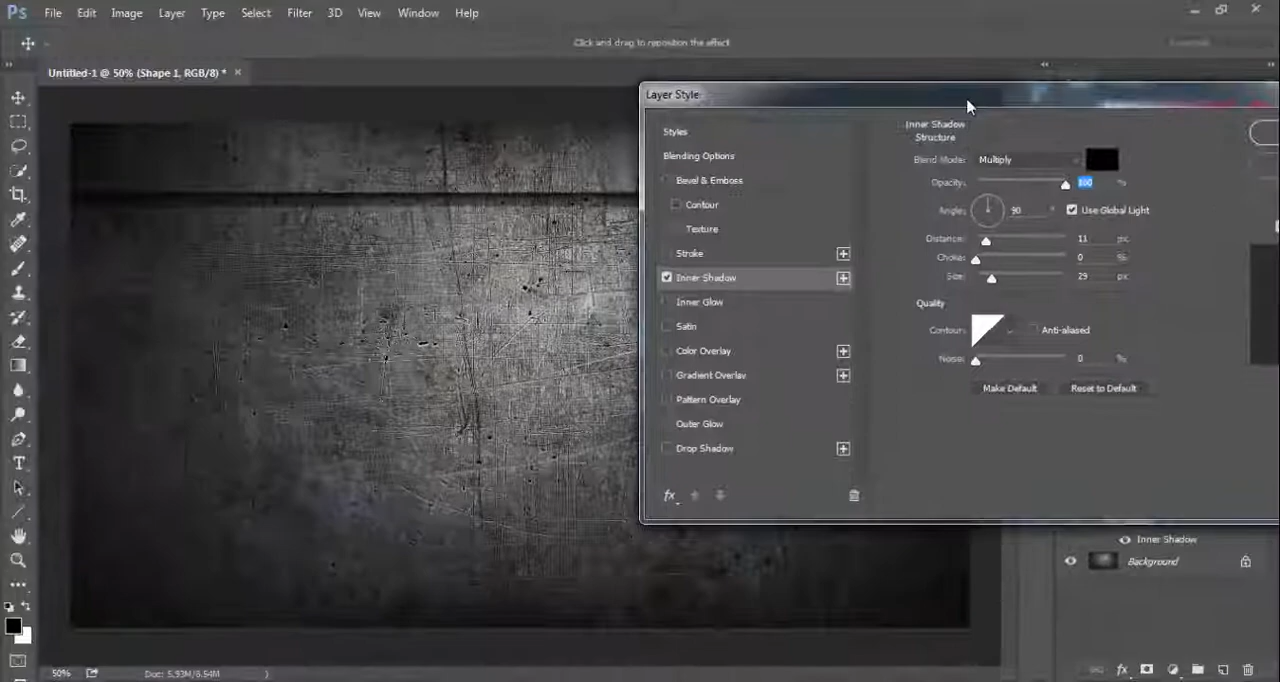 Ps File Edit Image Layer Type Select Filter 3D View Window Help
Click and drag to reposition the effect
Untitled-1 @ 50% (Shape 1, RGB/8) * ×
Layer Style
Styles
Blending Options
Bevel & Emboss
Contour
Texture
Stroke
Inner Shadow
Inner Glow
Satin
Color Overlay
Gradient Overlay
Pattern Overlay
Outer Glow
Drop Shadow
fx
Inner Shadow
Structure
Blend Mode: Multiply
Opacity: 100 %
Angle: 90 ° Use Global Light
Distance: 11 px
Choke: 0 %
Size: 29 px
Quality
Contour: Anti-aliased
Noise: 0 %
Make Default Reset to Default
Inner Shadow
Background
fx
50% Doc: 5.93M/6.54M